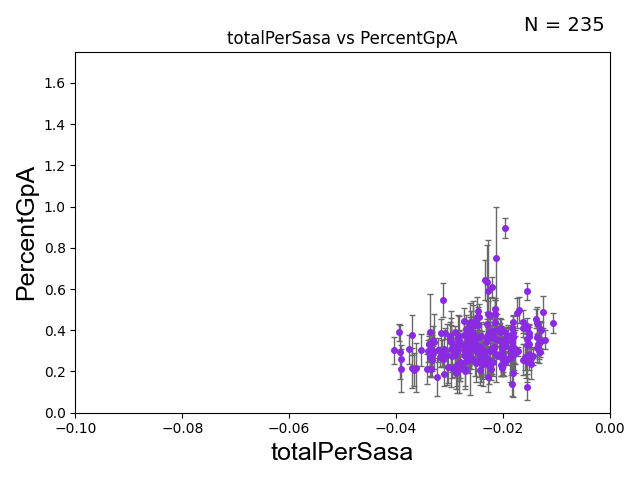 N = 235
totalPerSasa vs PercentGpA
PercentGpA
1.6
1.4
1.2
1.0
0.8
0.6
0.4
0.2
0.0
−0.10 −0.08 −0.06 −0.04 −0.02 0.00
totalPerSasa